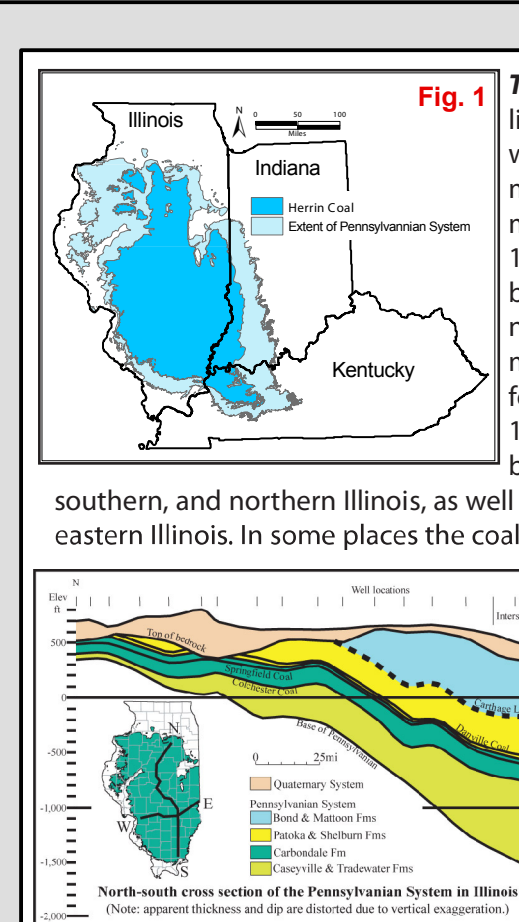 Fig. 1
Illinois
N
0 50 100
Miles
Indiana
Herrin Coal
Extent of Pennsylvannian System
Kentucky
southern, and northern Illinois, as well
eastern Illinois. In some places the coal
N
Elev
ft
Well locations
500
0
-500
-1,000
-1,500
-2,000
Top of bedrock
Springfield Coal
Colchester Coal
Base of Pennsylvanian
Danville Coal
N
W
E
S
0 25mi
Quaternary System
Pennsylvanian System
Bond & Mattoon Fms
Patoka & Shelburn Fms
Carbondale Fm
Caseyville & Tradewater Fms
North-south cross section of the Pennsylvanian System in Illinois
(Note: apparent thickness and dip are distorted due to vertical exaggeration.)